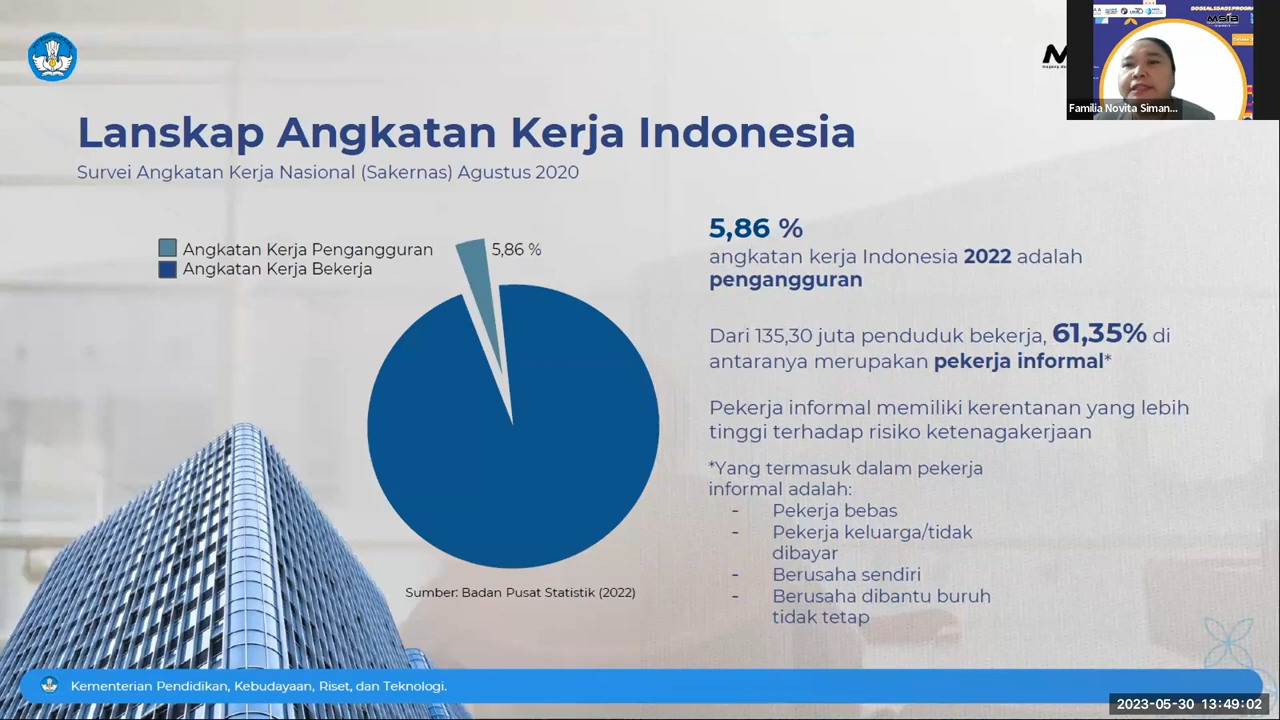 SOSIALISASI PROGRA
MSIB
M
Familia Novita Siman...
Lanskap Angkatan Kerja Indonesia
Survei Angkatan Kerja Nasional (Sakernas) Agustus 2020
Angkatan Kerja Pengangguran
Angkatan Kerja Bekerja
5,86 %
Sumber: Badan Pusat Statistik (2022)
5,86 %
angkatan kerja Indonesia 2022 adalah
pengangguran
Dari 135,30 juta penduduk bekerja, 61,35% di
antaranya merupakan pekerja informal*
Pekerja informal memiliki kerentanan yang lebih
tinggi terhadap risiko ketenagakerjaan
*Yang termasuk dalam pekerja
informal adalah:
- Pekerja bebas
- Pekerja keluarga/tidak
dibayar
- Berusaha sendiri
- Berusaha dibantu buruh
tidak tetap
Kementerian Pendidikan, Kebudayaan, Riset, dan Teknologi.
2023-05-30 13:49:02